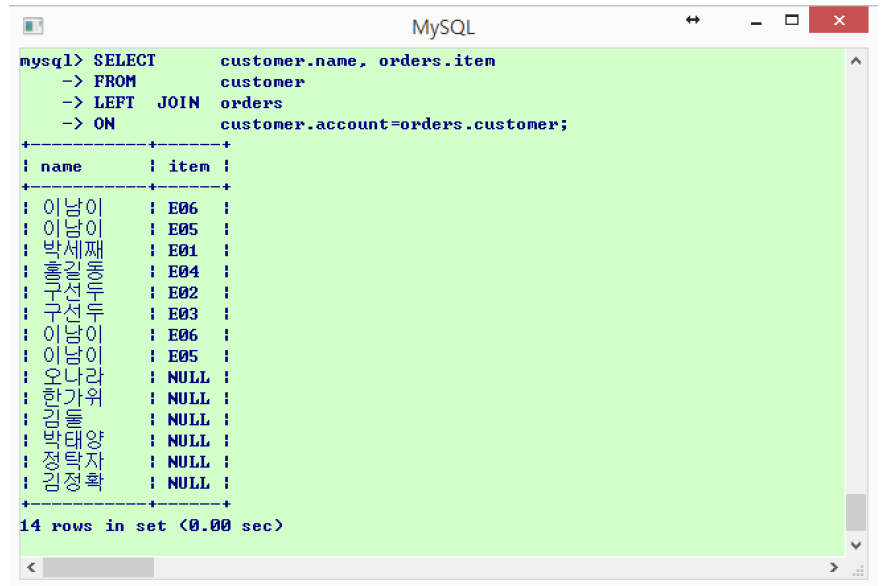 MySQL
mysql> SELECT customer.name, orders.item
-> FROM customer
-> LEFT JOIN orders
-> ON customer.account=orders.customer;
+-----------+------+
| name | item |
+-----------+------+
| 이남이 | E06 |
| 이남이 | E05 |
| 박세째 | E01 |
| 홍길동 | E04 |
| 구선두 | E02 |
| 구선두 | E03 |
| 이남이 | E06 |
| 이남이 | E05 |
| 오나라 | NULL |
| 한가위 | NULL |
| 김둘 | NULL |
| 박태양 | NULL |
| 정탁자 | NULL |
| 김정확 | NULL |
+-----------+------+
14 rows in set (0.00 sec)